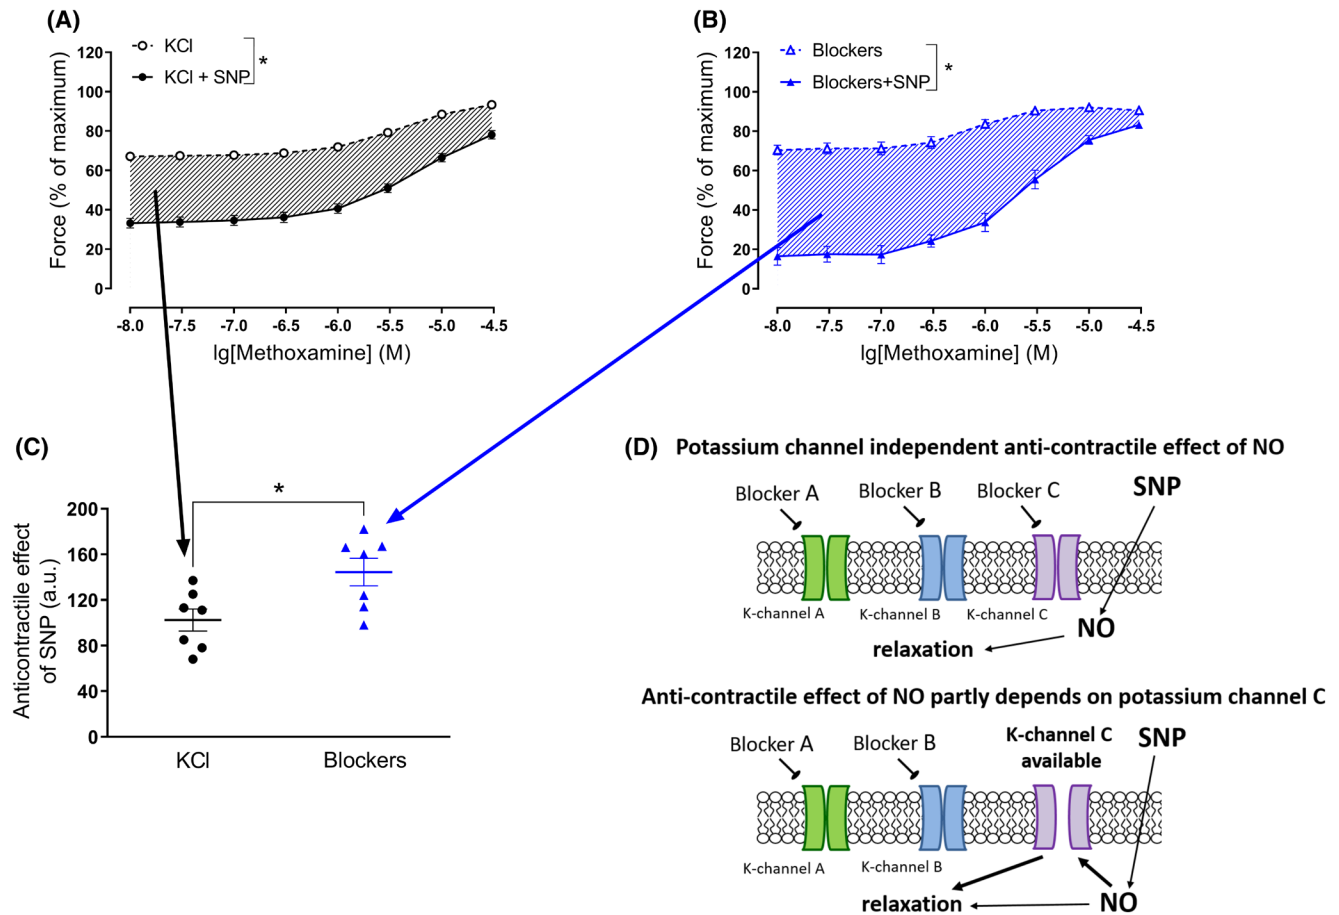 (A)
KCl
KCl + SNP
*
120
100
80
60
40
20
0
Force (% of maximum)
-8.0 -7.5 -7.0 -6.5 -6.0 -5.5 -5.0 -4.5
lg[Methoxamine] (M)
(B)
Blockers
Blockers+SNP
*
120
100
80
60
40
20
0
Force (% of maximum)
-8.0 -7.5 -7.0 -6.5 -6.0 -5.5 -5.0 -4.5
lg[Methoxamine] (M)
(C)
*
200
160
120
80
40
0
Anticontractile effect
of SNP (a.u.)
KCl Blockers
(D) Potassium channel independent anti-contractile effect of NO
Blocker A Blocker B Blocker C SNP
K-channel A K-channel B K-channel C
NO
relaxation
Anti-contractile effect of NO partly depends on potassium channel C
Blocker A Blocker B K-channel C SNP
available
K-channel A K-channel B
relaxation NO